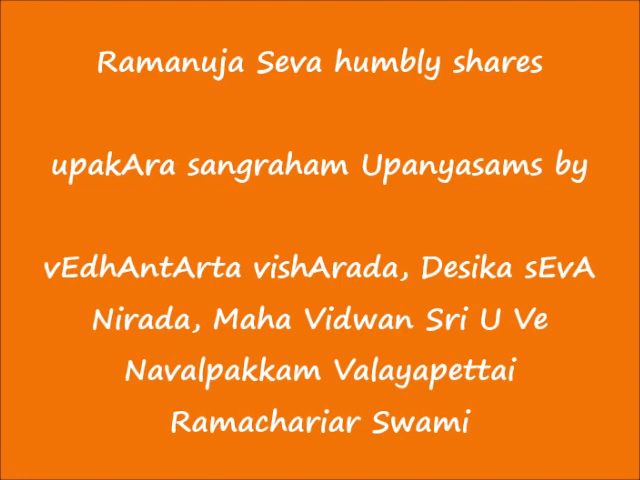 Ramanuja Seva humbly shares
upakAra sangraham Upanyasams by
vEdhAntArta vishArada, Desika sEvA
Nirada, Maha Vidwan Sri U Ve
Navalpakkam Valayapettai
Ramachariar Swami